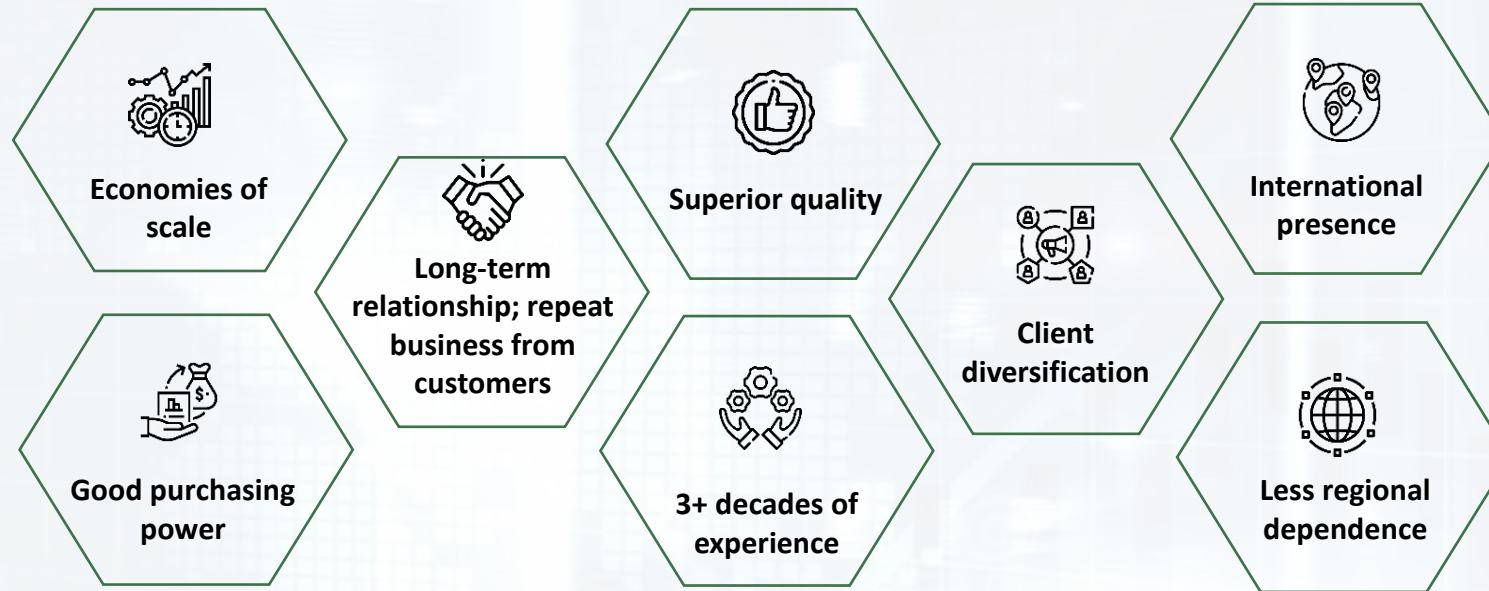 Economies of
scale
Good purchasing
power
Long-term
relationship; repeat
business from
customers
Superior quality
3+ decades of
experience
Client
diversification
International
presence
Less regional
dependence